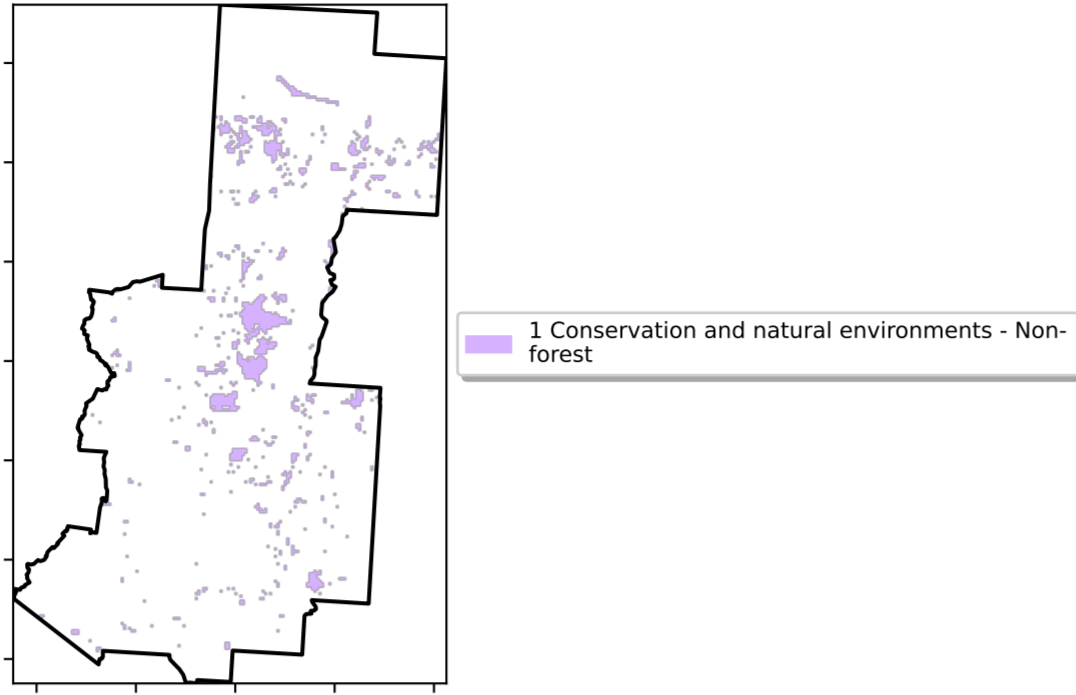 1 Conservation and natural environments - Non-
forest